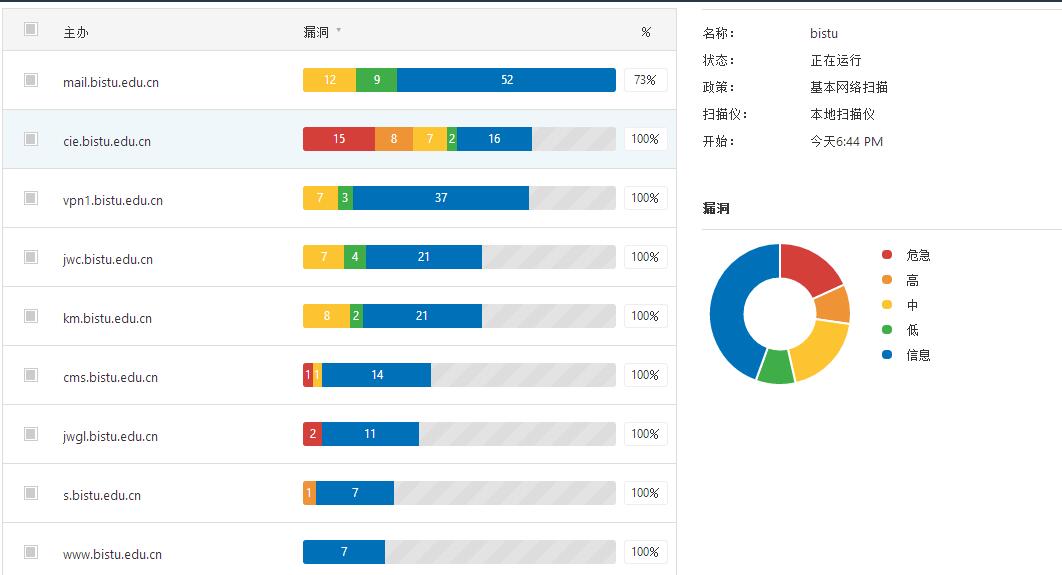 主办 漏洞 %
mail.bistu.edu.cn 12 9 52 73%
cie.bistu.edu.cn 15 8 7 2 16 100%
vpn1.bistu.edu.cn 7 3 37 100%
jwc.bistu.edu.cn 7 4 21 100%
km.bistu.edu.cn 8 2 21 100%
cms.bistu.edu.cn 1 1 14 100%
jwgl.bistu.edu.cn 2 11 100%
s.bistu.edu.cn 1 7 100%
www.bistu.edu.cn 7 100%
名称： bistu
状态： 正在运行
政策： 基本网络扫描
扫描仪： 本地扫描仪
开始： 今天6:44 PM
漏洞
危急
高
中
低
信息